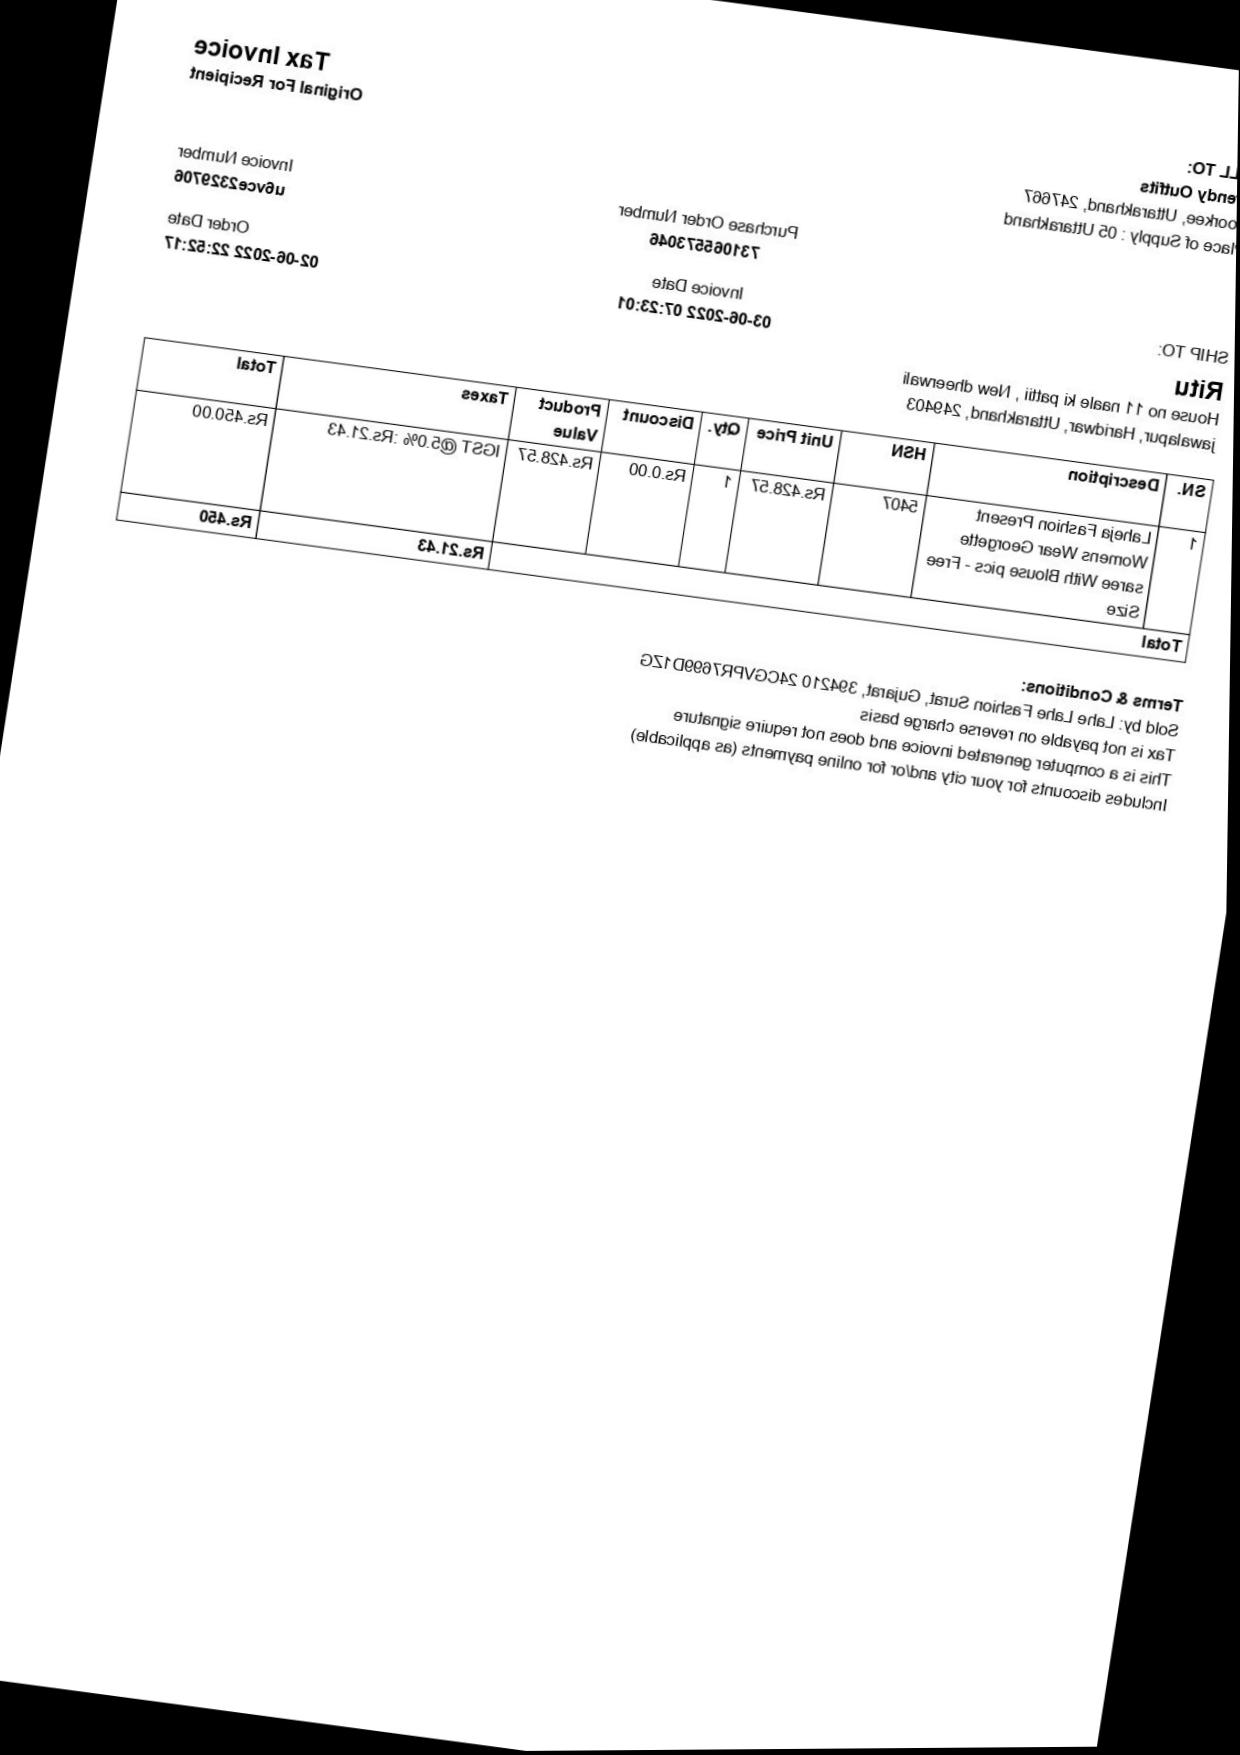 Tax Invoice
Original For Recipient
LL TO:
endy Outfits
oorkee, Uttarakhand, 247667
lace of Supply : 05 Uttarakhand
Purchase Order Number
731065573046
Invoice Number
u6vce2329706
Invoice Date
03-06-2022 07:23:01
Order Date
02-06-2022 22:52:17
SHIP TO:
Ritu
House no 11 naale ki pattii , New dheerwali
jawalapur, Haridwar, Uttarakhand, 249403
SN. Description HSN Unit Price Qty. Discount Product Value Taxes Total
1 Laheja Fashion Present 5407 Rs.428.57 1 Rs.0.00 Rs.428.57 IGST @5.0% :Rs.21.43 Rs.450.00
Womens Wear Georgette
saree With Blouse pics - Free
Size
Total Rs.21.43 Rs.450
Terms & Conditions:
Sold by: Lahe Lahe Fashion Surat, Gujarat, 394210 24CGVPR7699D1ZG
Tax is not payable on reverse charge basis
This is a computer generated invoice and does not require signature
Includes discounts for your city and/or for online payments (as applicable)